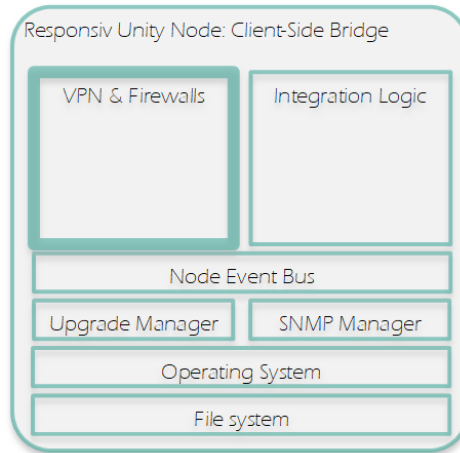 Responsiv Unity Node: Client-Side Bridge
VPN & Firewalls
Integration Logic
Node Event Bus
Upgrade Manager
SNMP Manager
Operating System
File system